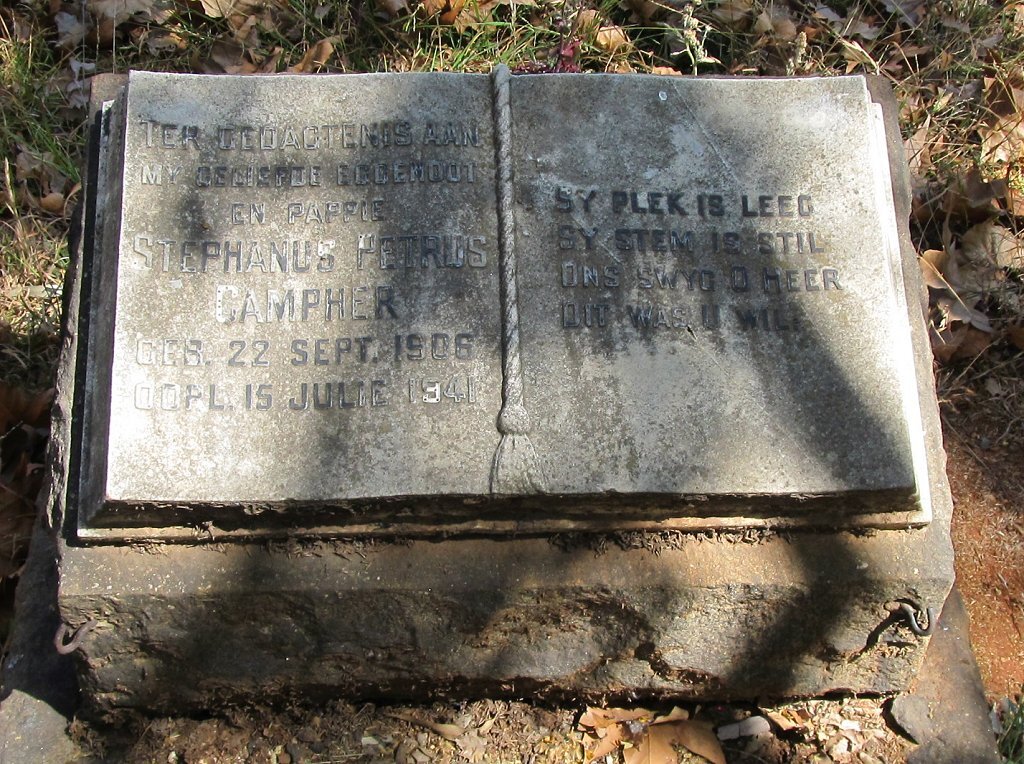 TER GEDAGTENIS AAN
MY GELIEFDE EGGENOOT
EN PAPPIE
STEPHANUS PETRUS
CAMPHER
GEB. 22 SEPT. 1906
OORL. 15 JULIE 1941
SY PLEK IS LEEG
SY STEM IS STIL
ONS SWYG O HEER
DIT WAS U WIL.